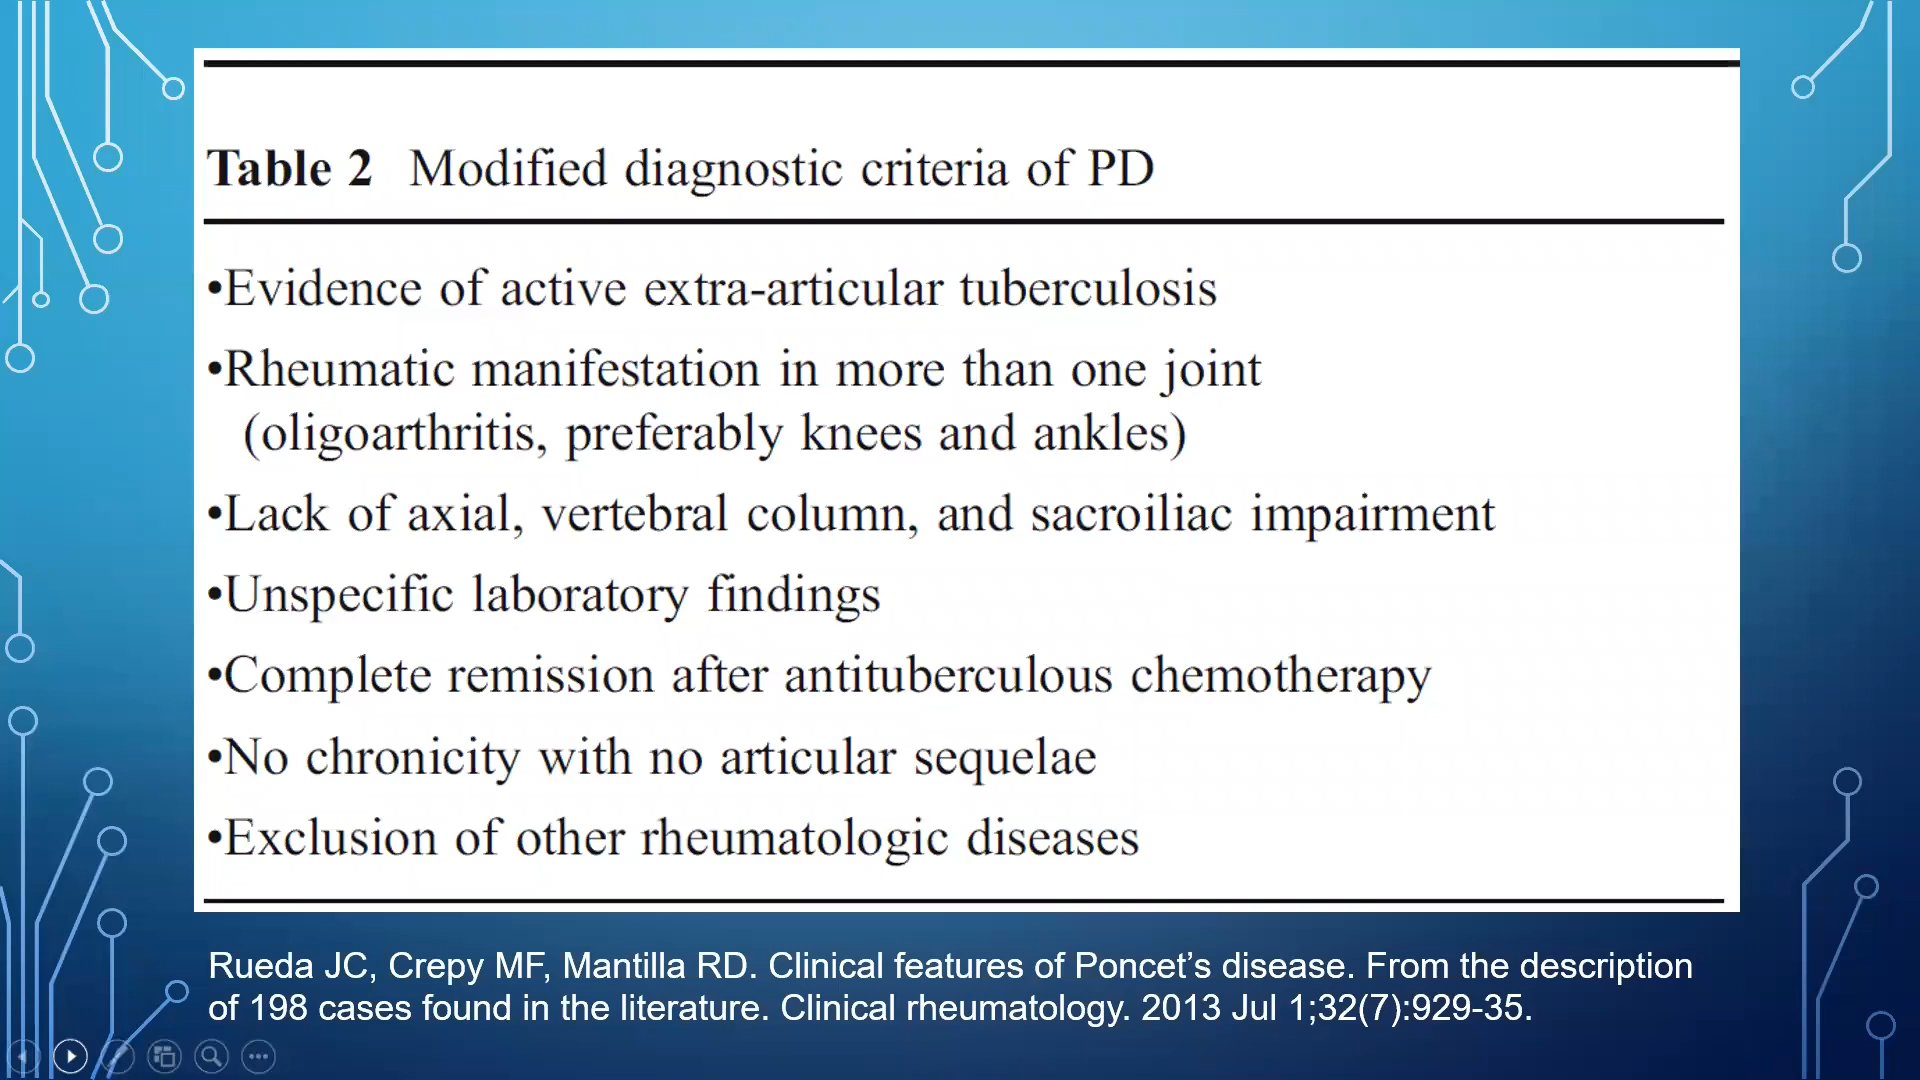 Table 2 Modified diagnostic criteria of PD
•Evidence of active extra-articular tuberculosis
•Rheumatic manifestation in more than one joint
(oligoarthritis, preferably knees and ankles)
•Lack of axial, vertebral column, and sacroiliac impairment
•Unspecific laboratory findings
•Complete remission after antituberculous chemotherapy
•No chronicity with no articular sequelae
•Exclusion of other rheumatologic diseases
Rueda JC, Crepy MF, Mantilla RD. Clinical features of Poncet’s disease. From the description
of 198 cases found in the literature. Clinical rheumatology. 2013 Jul 1;32(7):929-35.